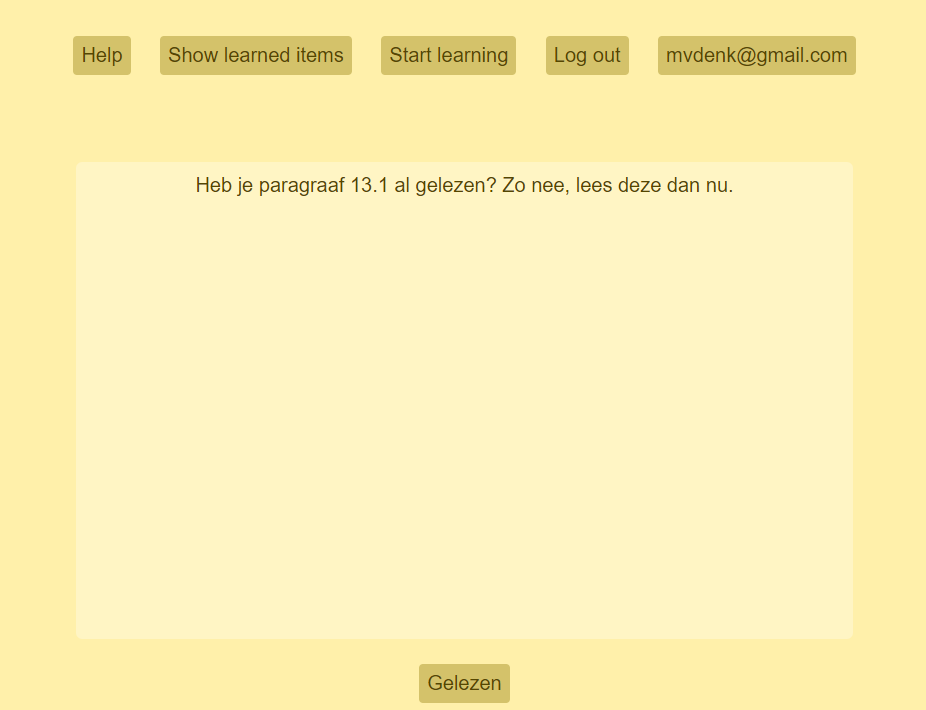 Help Show learned items Start learning Log out mvdenk@gmail.com
Heb je paragraaf 13.1 al gelezen? Zo nee, lees deze dan nu.
Gelezen